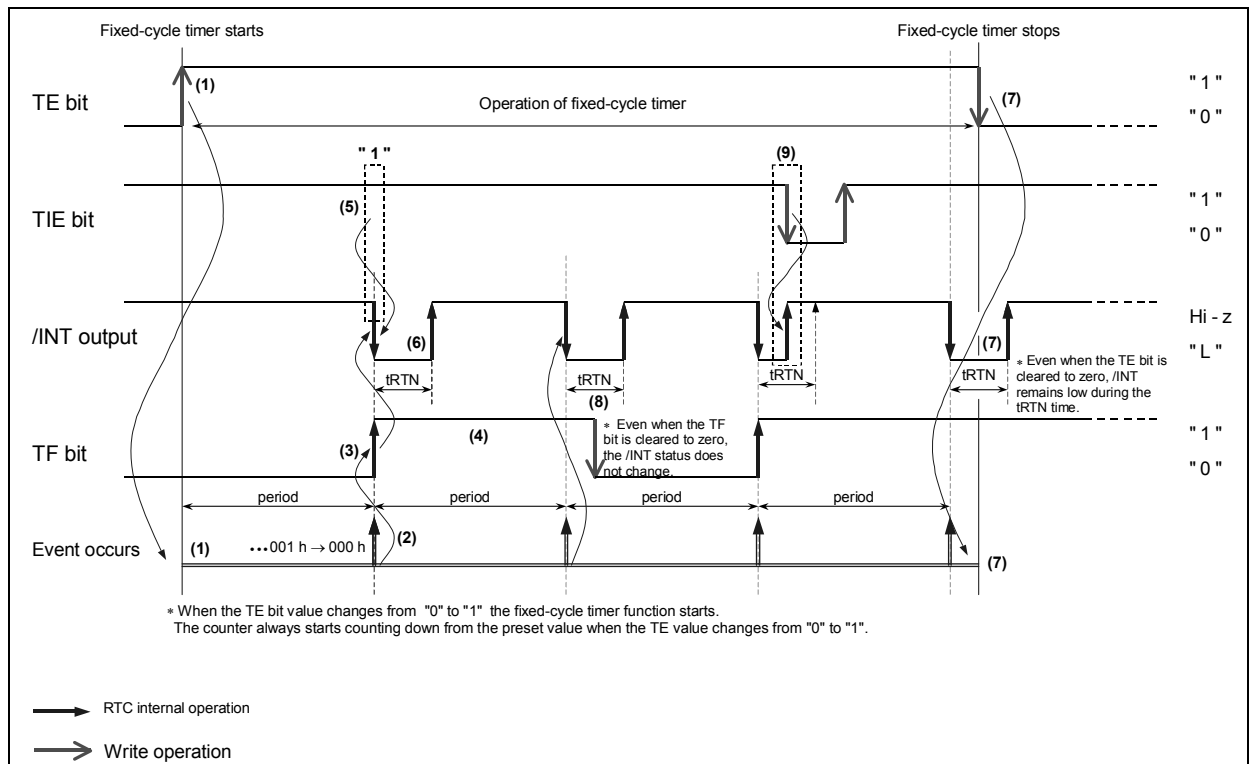 Fixed-cycle timer starts
Fixed-cycle timer stops
TE bit
(1)
Operation of fixed-cycle timer
(7)
" 1 "
" 0 "
" 1 "
(9)
TIE bit
(5)
" 1 "
" 0 "
/INT output
(6)
(7)
Hi - z
" L "
tRTN
tRTN
tRTN
tRTN
* Even when the TE bit is
cleared to zero, /INT
remains low during the
tRTN time.
(8)
TF bit
(3)
(4)
* Even when the TF
bit is cleared to zero,
the /INT status does
not change.
" 1 "
" 0 "
period
period
period
period
Event occurs
(1)
•••001 h → 000 h
(2)
(7)
* When the TE bit value changes from "0" to "1" the fixed-cycle timer function starts.
The counter always starts counting down from the preset value when the TE value changes from "0" to "1".
RTC internal operation
Write operation